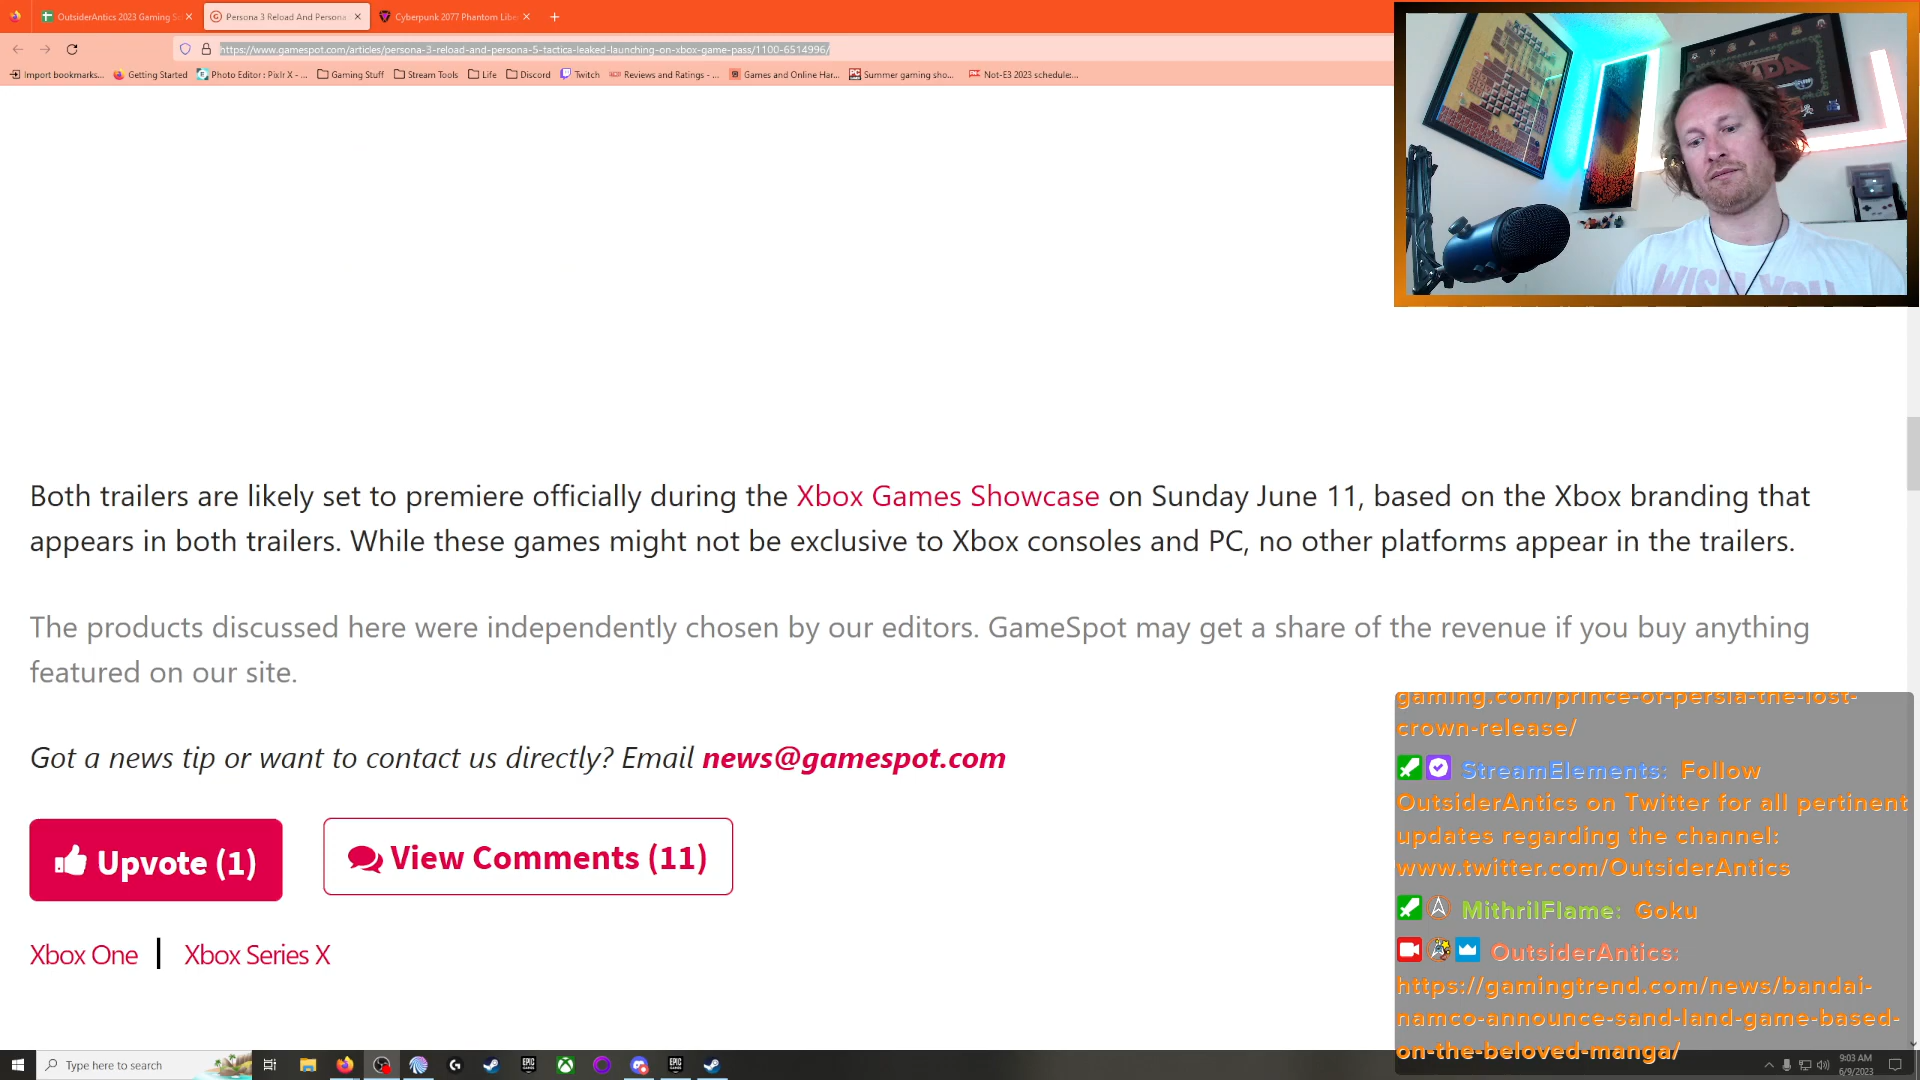 OutsiderAntics 2023 Gaming Sc
Persona 3 Reload And Persona
Cyberpunk 2077 Phantom Libe
https://www.gamespot.com/articles/persona-3-reload-and-persona-5-tactica-leaked-launching-on-xbox-game-pass/1100-6514996/
Import bookmarks... Getting Started Photo Editor : Pixlr X - ... Gaming Stuff Stream Tools Life Discord Twitch Reviews and Ratings - ... Games and Online Har... Summer gaming sho... Not-E3 2023 schedule:...
WISH YOU
Both trailers are likely set to premiere officially during the Xbox Games Showcase on Sunday June 11, based on the Xbox branding that
appears in both trailers. While these games might not be exclusive to Xbox consoles and PC, no other platforms appear in the trailers.
The products discussed here were independently chosen by our editors. GameSpot may get a share of the revenue if you buy anything
featured on our site.
Got a news tip or want to contact us directly? Email news@gamespot.com
Upvote (1)
View Comments (11)
Xbox One | Xbox Series X
gaming.com/prince-of-persia-the-lost-
crown-release/
StreamElements: Follow
OutsiderAntics on Twitter for all pertinent
updates regarding the channel:
www.twitter.com/OutsiderAntics
MithrilFlame: Goku
OutsiderAntics:
https://gamingtrend.com/news/bandai-
namco-announce-sand-land-game-based-
on-the-beloved-manga/
Type here to search
9:03 AM
6/9/2023